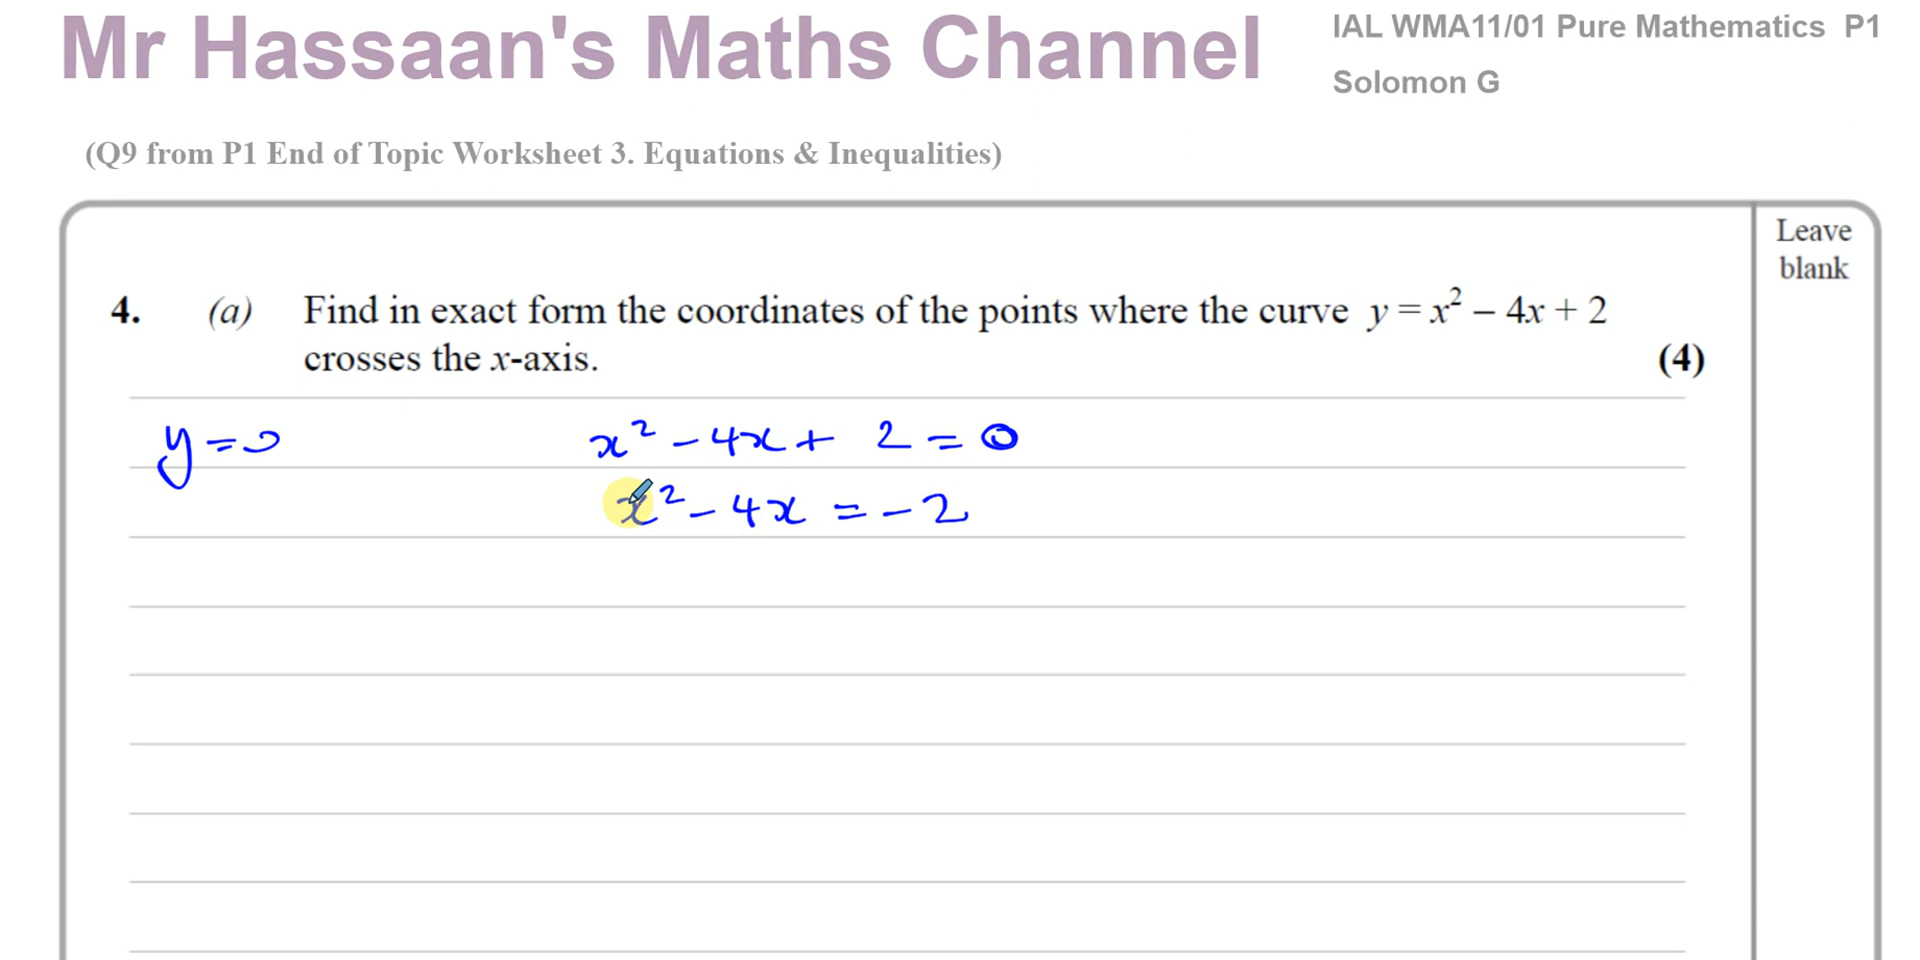 Mr Hassaan's Maths Channel
IAL WMA11/01 Pure Mathematics P1
Solomon G
(Q9 from P1 End of Topic Worksheet 3. Equations & Inequalities)
Leave
blank
4. (a) Find in exact form the coordinates of the points where the curve y = x² – 4x + 2
crosses the x-axis.
(4)
y = 0
x² – 4x + 2 = 0
x² – 4x = – 2